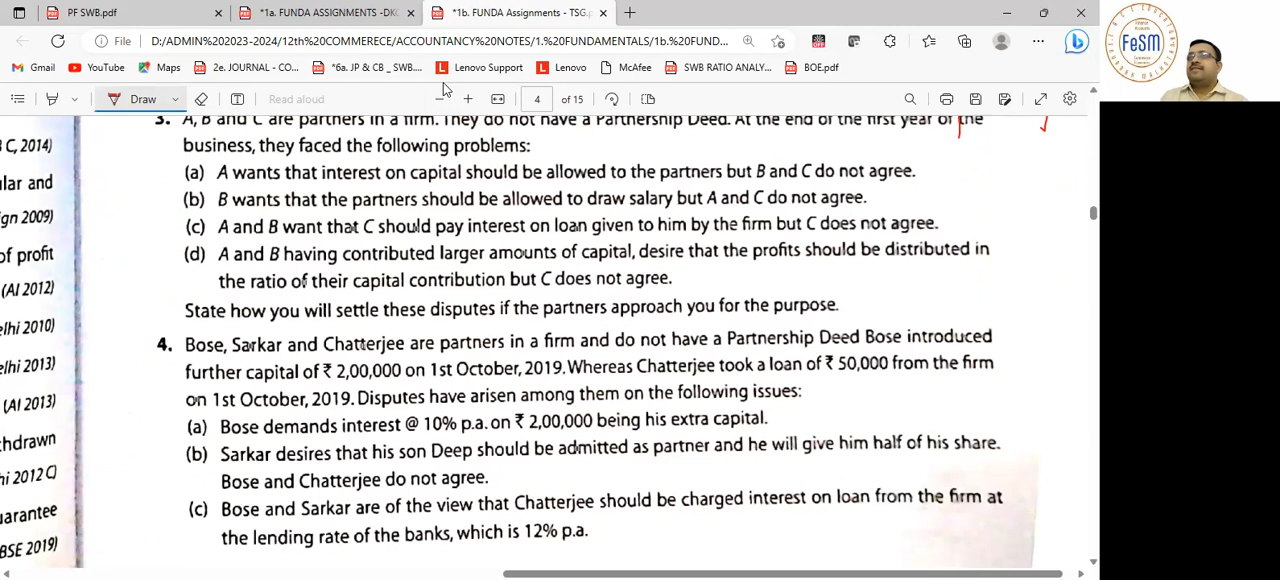 PF SWB.pdf
*1a. FUNDA ASSIGNMENTS -DK
*1b. FUNDA Assignments - TSG.
File
D:/ADMIN%202023-2024/12th%20COMMERECE/ACCOUNTANCY%20NOTES/1.%20FUNDAMENTALS/1b.%20FUND...
OFF
Gmail
YouTube
Maps
2e. JOURNAL - CO...
*6a. JP & SCB _ SWB....
Lenovo Support
Lenovo
McAfee
SWB RATIO ANALY...
BOE.pdf
Draw
Read aloud
4
of 15
FeSM
C, 2014)
lar and
ign 2009)
of profit
(AI 2012)
elhi 2010)
elhi 2013)
(AI 2013)
hdrawn
hi 2012 C)
uarantee
BSE 2019)
3. A, B and C are partners in a firm. They do not have a Partnership Deed. At the end of the first year of the
business, they faced the following problems:
(a) A wants that interest on capital should be allowed to the partners but B and C do not agree.
(b) B wants that the partners should be allowed to draw salary but A and C do not agree.
(c) A and B want that C should pay interest on loan given to him by the firm but C does not agree.
(d) A and B having contributed larger amounts of capital, desire that the profits should be distributed in
the ratio of their capital contribution but C does not agree.
State how you will settle these disputes if the partners approach you for the purpose.
4. Bose, Sarkar and Chatterjee are partners in a firm and do not have a Partnership Deed Bose introduced
further capital of ₹ 2,00,000 on 1st October, 2019. Whereas Chatterjee took a loan of ₹ 50,000 from the firm
on 1st October, 2019. Disputes have arisen among them on the following issues:
(a) Bose demands interest @ 10% p.a. on ₹ 2,00,000 being his extra capital.
(b) Sarkar desires that his son Deep should be admitted as partner and he will give him half of his share.
Bose and Chatterjee do not agree.
(c) Bose and Sarkar are of the view that Chatterjee should be charged interest on loan from the firm at
the lending rate of the banks, which is 12% p.a.